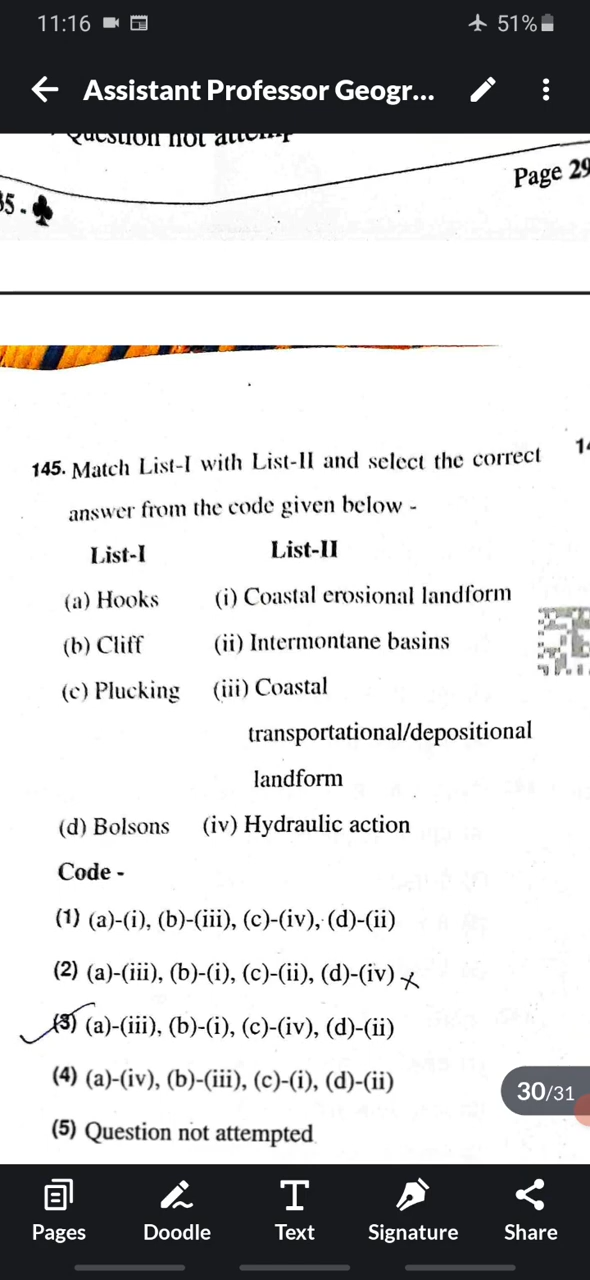 11:16
51%
Assistant Professor Geogr...
Question not
Page 29
35 - ♣
145. Match List-I with List-II and select the correct
answer from the code given below -
List-I List-II
(a) Hooks (i) Coastal erosional landform
(b) Cliff (ii) Intermontane basins
(c) Plucking (iii) Coastal
transportational/depositional
landform
(d) Bolsons (iv) Hydraulic action
Code -
(1) (a)-(i), (b)-(iii), (c)-(iv), (d)-(ii)
(2) (a)-(iii), (b)-(i), (c)-(ii), (d)-(iv)
(3) (a)-(iii), (b)-(i), (c)-(iv), (d)-(ii)
(4) (a)-(iv), (b)-(iii), (c)-(i), (d)-(ii)
(5) Question not attempted
30/31
Pages Doodle Text Signature Share